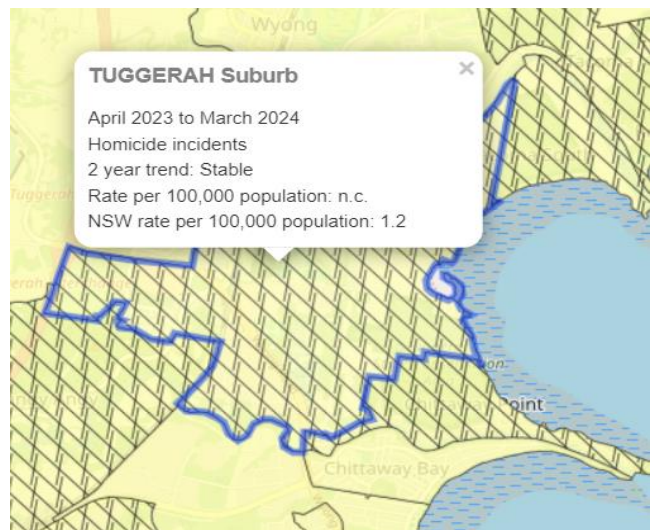 Wyong
TUGGERAH Suburb
×
April 2023 to March 2024
Homicide incidents
2 year trend: Stable
Rate per 100,000 population: n.c.
NSW rate per 100,000 population: 1.2
Tuggerah
Point
Chittaway Bay